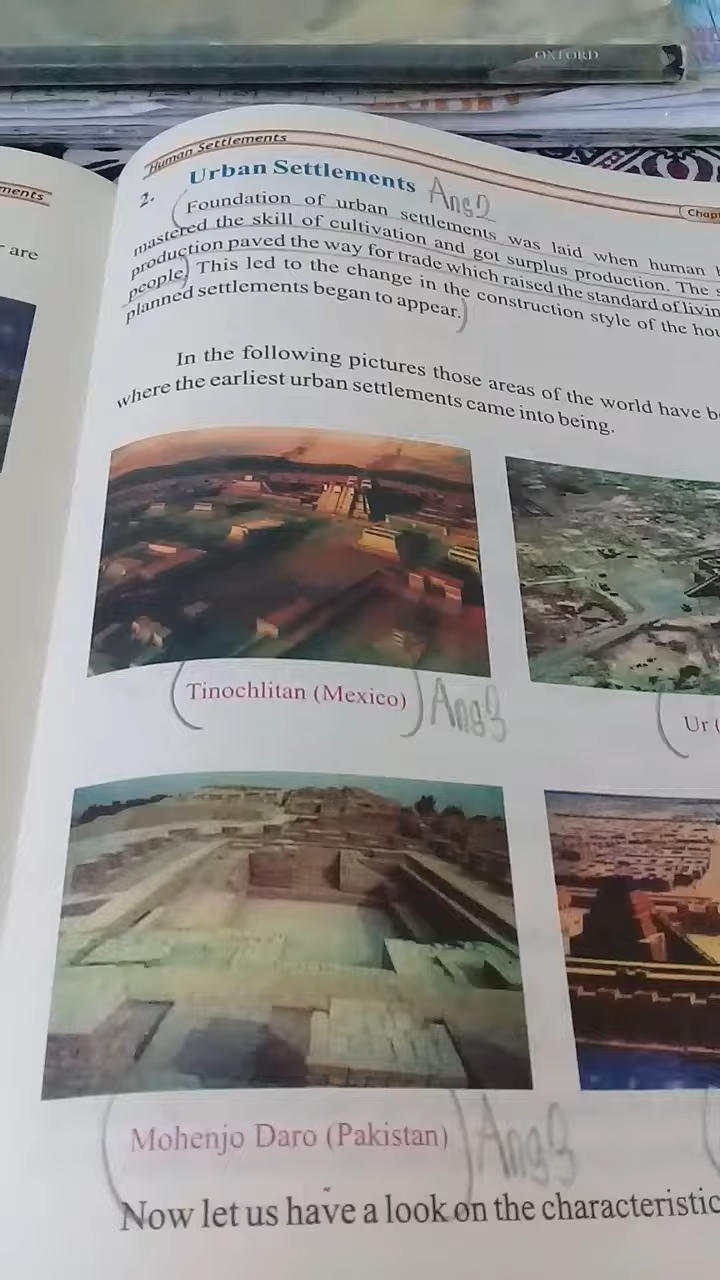 OXFORD
Human Settlements
ments
Chap
2. Urban Settlements Ans2
Foundation of urban settlements was laid when human
mastered the skill of cultivation and got surplus production. The
production paved the way for trade which raised the standard of livin
people. This led to the change in the construction style of the hou
planned settlements began to appear.
are
In the following pictures those areas of the world have b
where the earliest urban settlements came into being.
Tinochlitan (Mexico) Ans3
Ur (
Mohenjo Daro (Pakistan) Ans3
Now let us have a look on the characteristic